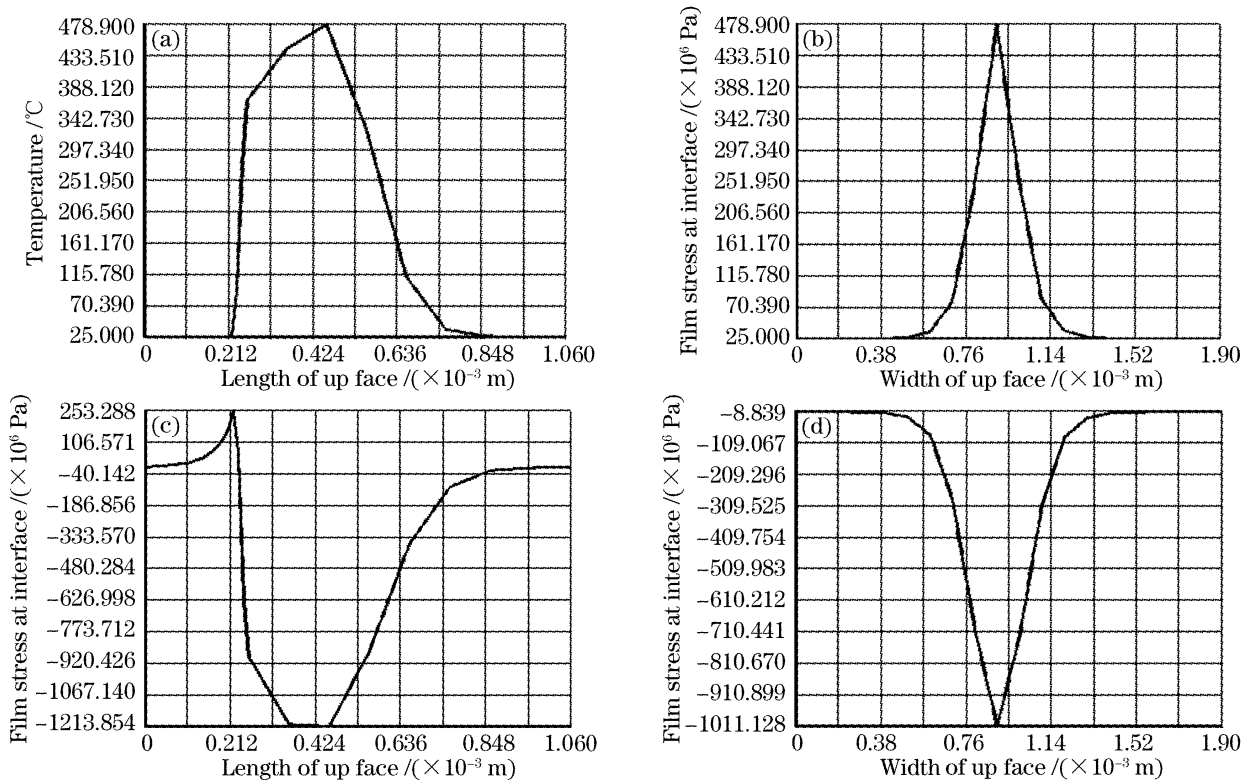 (a)
Temperature /℃
478.900
433.510
388.120
342.730
297.340
251.950
206.560
161.170
115.780
70.390
25.000
0 0.212 0.424 0.636 0.848 1.060
Length of up face /(×10⁻³ m)
(b)
Film stress at interface /(×10⁶ Pa)
478.900
433.510
388.120
342.730
297.340
251.950
206.560
161.170
115.780
70.390
25.000
0 0.38 0.76 1.14 1.52 1.90
Width of up face /(×10⁻³ m)
(c)
Film stress at interface /(×10⁶ Pa)
253.288
106.571
−40.142
−186.856
−333.570
−480.284
−626.998
−773.712
−920.426
−1067.140
−1213.854
0 0.212 0.424 0.636 0.848 1.060
Length of up face /(×10⁻³ m)
(d)
Film stress at interface /(×10⁶ Pa)
−8.839
−109.067
−209.296
−309.525
−409.754
−509.983
−610.212
−710.441
−810.670
−910.899
−1011.128
0 0.38 0.76 1.14 1.52 1.90
Width of up face /(×10⁻³ m)